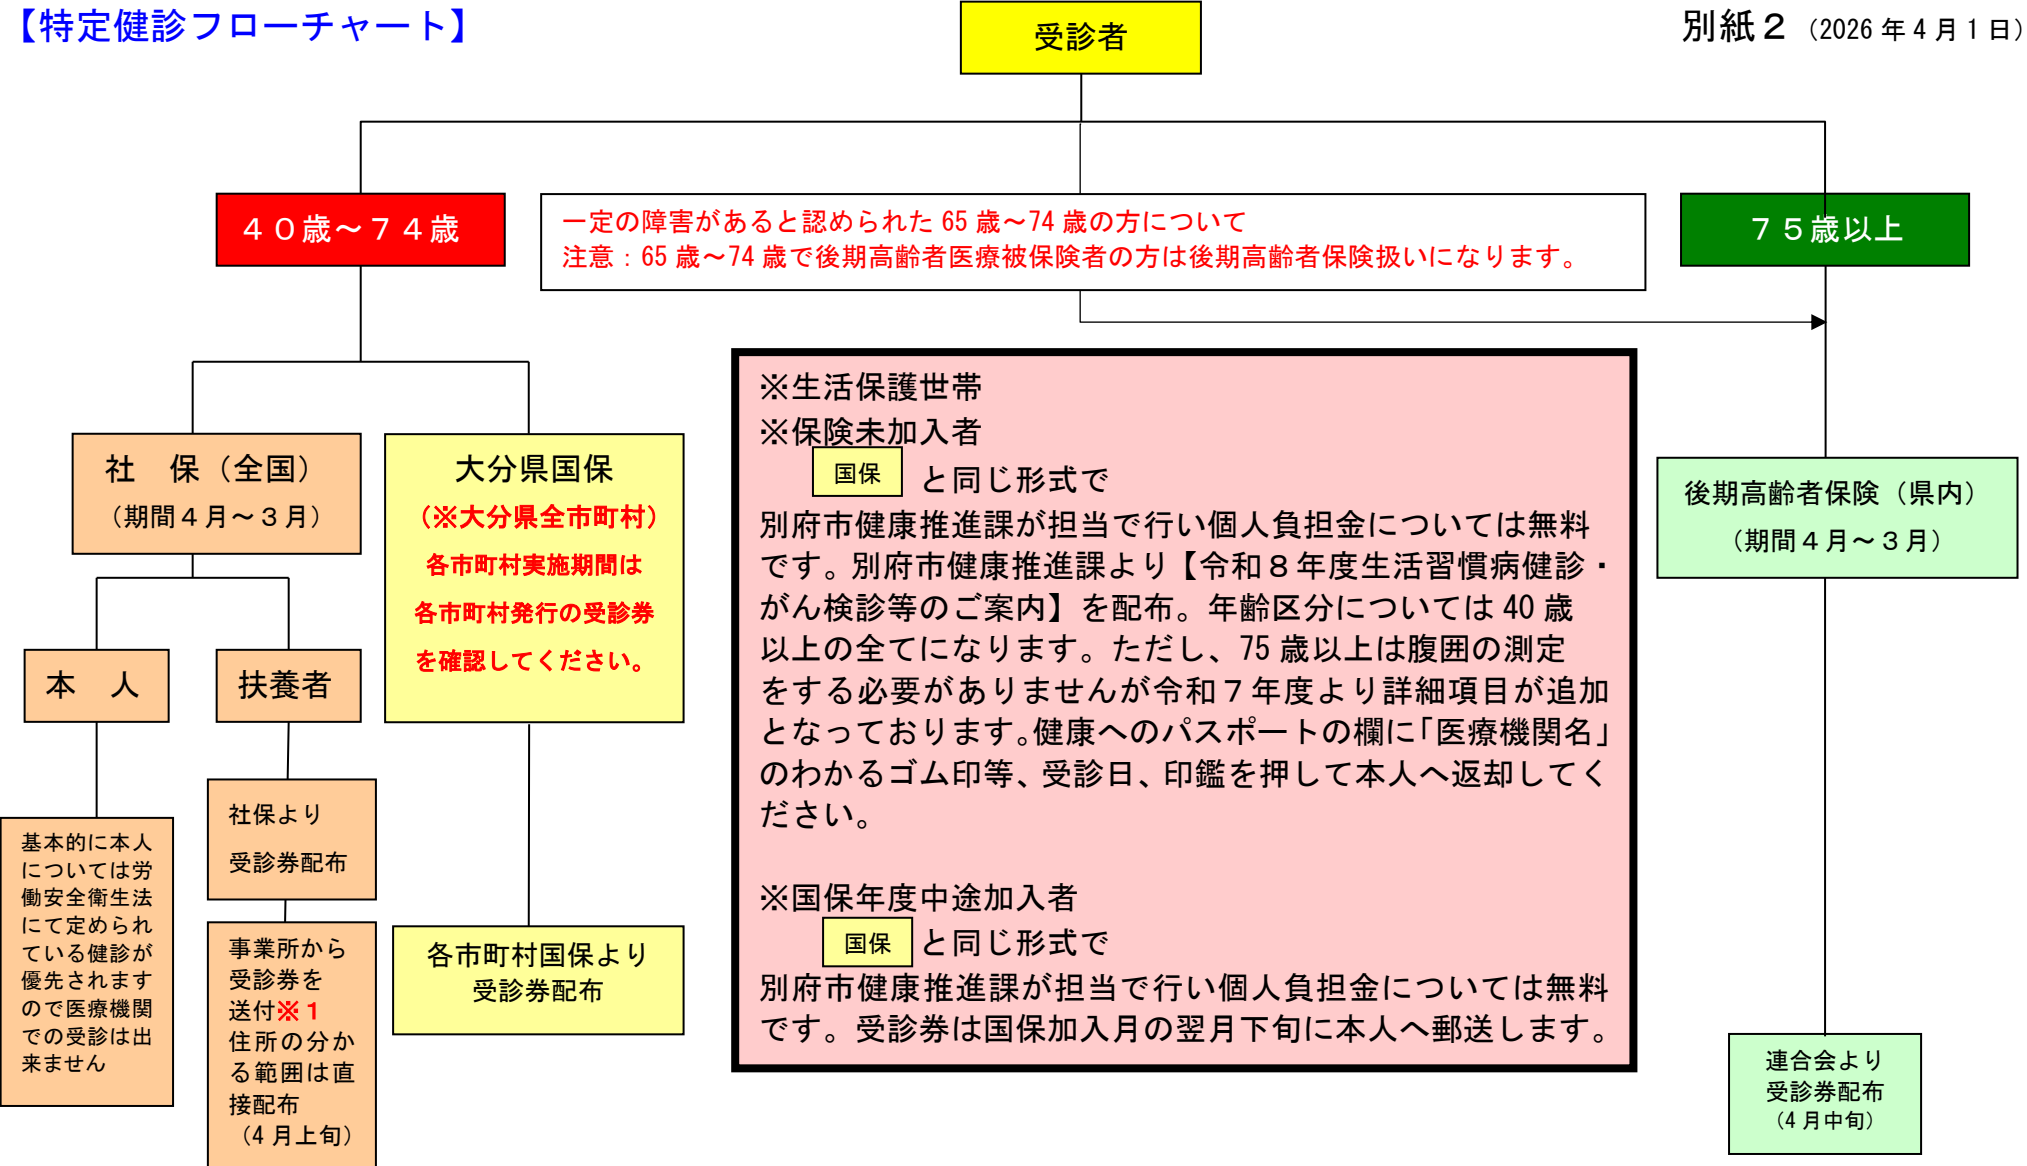 【特定健診フローチャート】
受診者
別紙２（2026年４月１日）
４０歳～７４歳
一定の障害があると認められた65歳～74歳の方について
注意：65歳～74歳で後期高齢者医療被保険者の方は後期高齢者保険扱いになります。
７５歳以上
社　保（全国）
（期間４月～３月）
大分県国保
（※大分県全市町村）
各市町村実施期間は
各市町村発行の受診券
を確認してください。
本　人
扶養者
基本的に本人
については労
働安全衛生法
にて定められ
ている健診が
優先されます
ので医療機関
での受診は出
来ません
社保より
受診券配布
事業所から
受診券を
送付※１
住所の分か
る範囲は直
接配布
（4月上旬）
各市町村国保より
受診券配布
※生活保護世帯
※保険未加入者
国保 と同じ形式で
別府市健康推進課が担当で行い個人負担金については無料
です。別府市健康推進課より【令和８年度生活習慣病健診・
がん検診等のご案内】を配布。年齢区分については40歳
以上の全てになります。ただし、75歳以上は腹囲の測定
をする必要がありませんが令和７年度より詳細項目が追加
となっております。健康へのパスポートの欄に「医療機関名」
のわかるゴム印等、受診日、印鑑を押して本人へ返却してく
ださい。
※国保年度中途加入者
国保 と同じ形式で
別府市健康推進課が担当で行い個人負担金については無料
です。受診券は国保加入月の翌月下旬に本人へ郵送します。
後期高齢者保険（県内）
（期間４月～３月）
連合会より
受診券配布
（4月中旬）